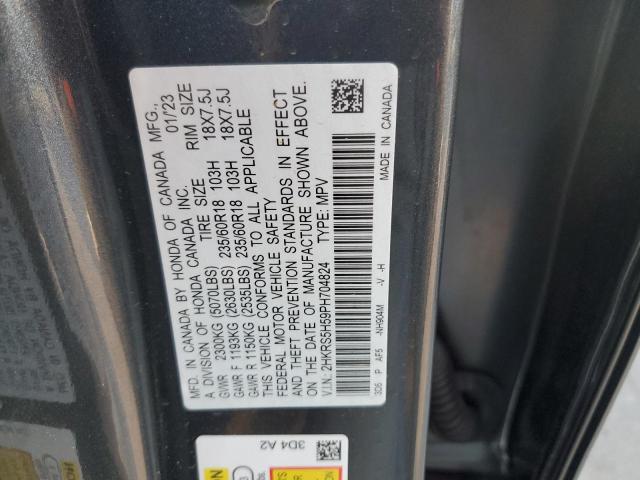 MFD. IN CANADA BY HONDA OF CANADA MFG.,
A DIVISION OF HONDA CANADA INC. 01/23
TIRE SIZE RIM SIZE
GVWR 2300KG (5070LBS)
GAWR F 1193KG (2630LBS) 235/60R18 103H 18X7.5J
GAWR R 1150KG (2535LBS) 235/60R18 103H 18X7.5J
THIS VEHICLE CONFORMS TO ALL APPLICABLE
FEDERAL MOTOR VEHICLE SAFETY
AND THEFT PREVENTION STANDARDS IN EFFECT
ON THE DATE OF MANUFACTURE SHOWN ABOVE.
V.I.N.: 2HKRS5H59PH704824 TYPE: MPV
3D5 P AF5 -NH904M -V -H
MADE IN CANADA
3D4 A2